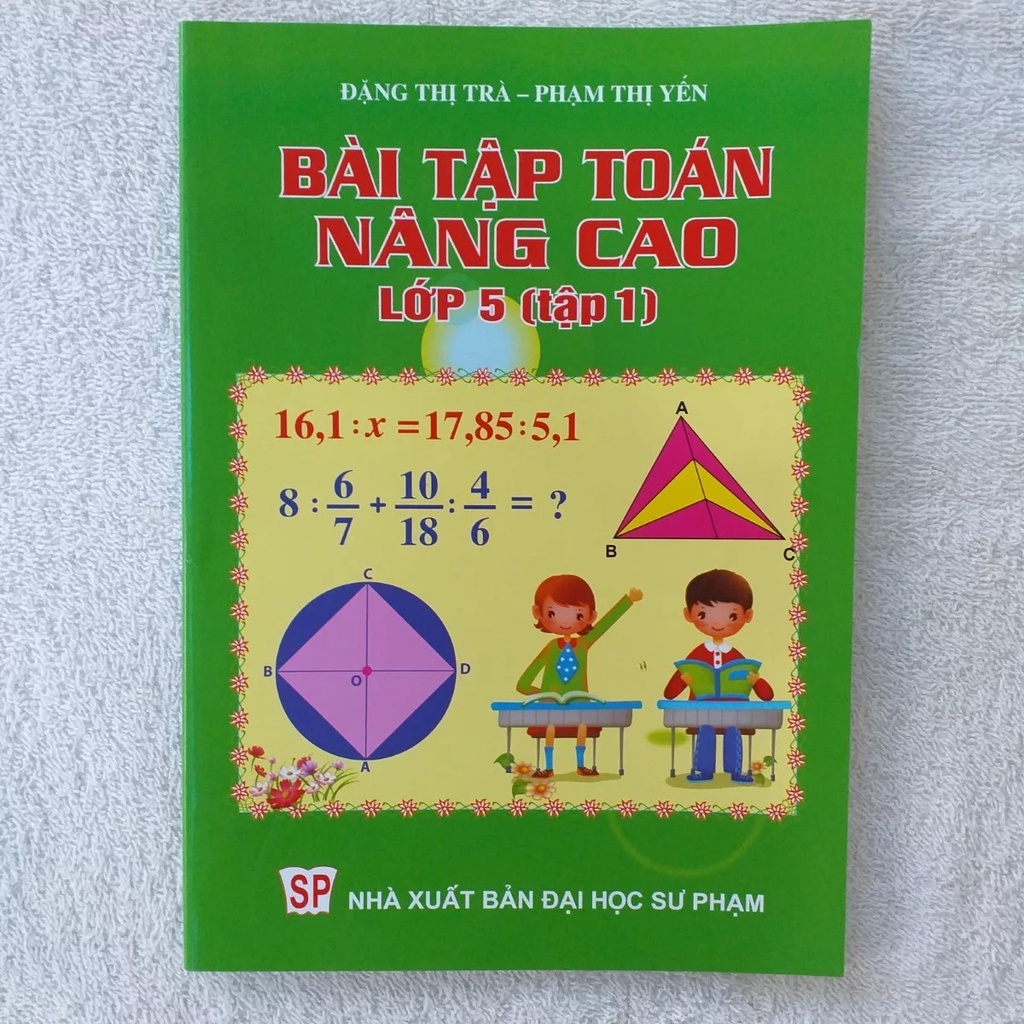 ĐẶNG THỊ TRÀ – PHẠM THỊ YẾN
BÀI TẬP TOÁN
NÂNG CAO
LỚP 5 (tập 1)
16,1 : x = 17,85 : 5,1
8 : 6/7 + 10/18 : 4/6 = ?
A
B
C
C
B
O
D
A
SP
NHÀ XUẤT BẢN ĐẠI HỌC SƯ PHẠM